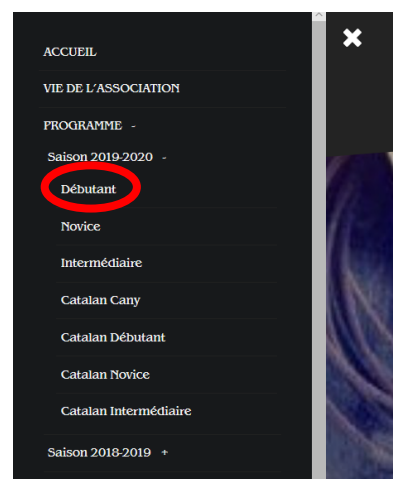 ACCUEIL
VIE DE L'ASSOCIATION
PROGRAMME -
Saison 2019-2020 -
Débutant
Novice
Intermédiaire
Catalan Cany
Catalan Débutant
Catalan Novice
Catalan Intermédiaire
Saison 2018-2019 +